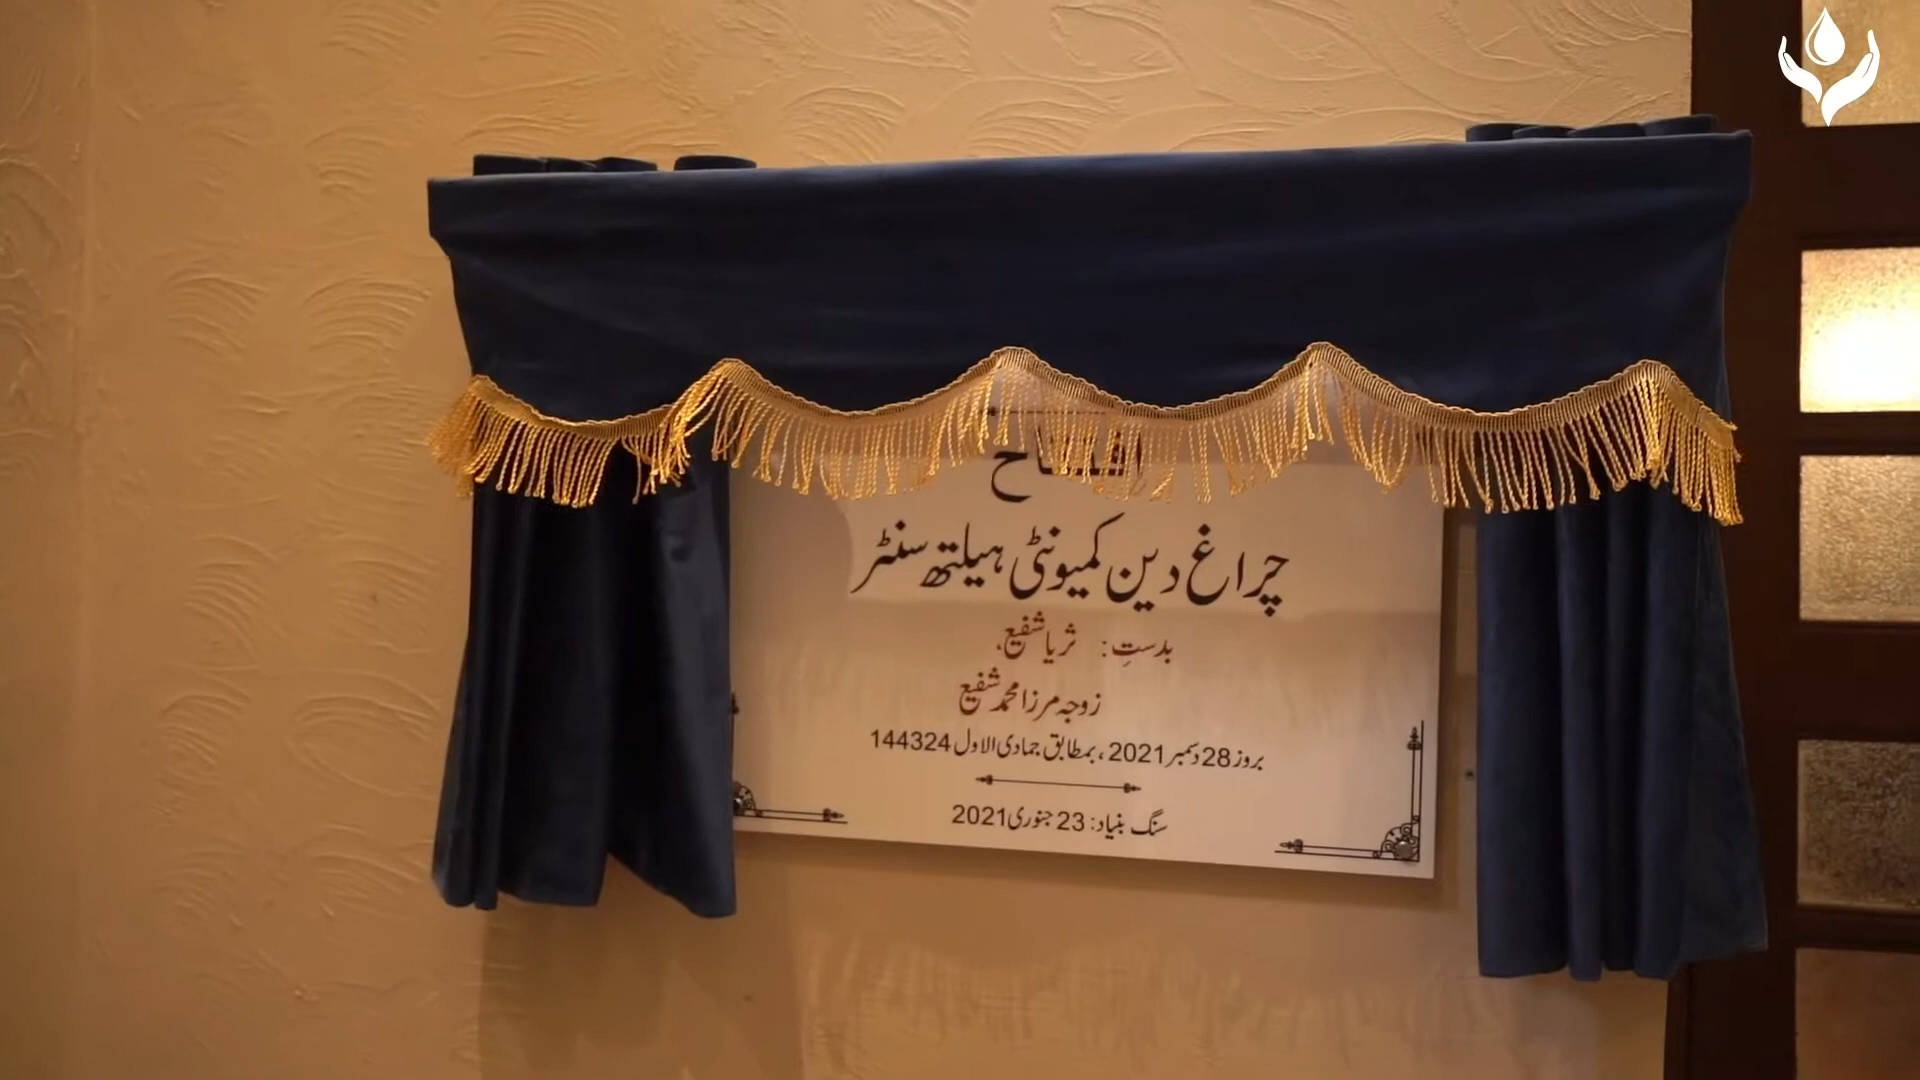 افتتاح
چراغ دین کمیونٹی ہیلتھ سنٹر
بدستِ: ثریا شفیع،
زوجہ مرزا محمد شفیع
بروز 28 دسمبر 2021، بمطابق جمادی الاول 144324
سنگ بنیاد: 23 جنوری 2021